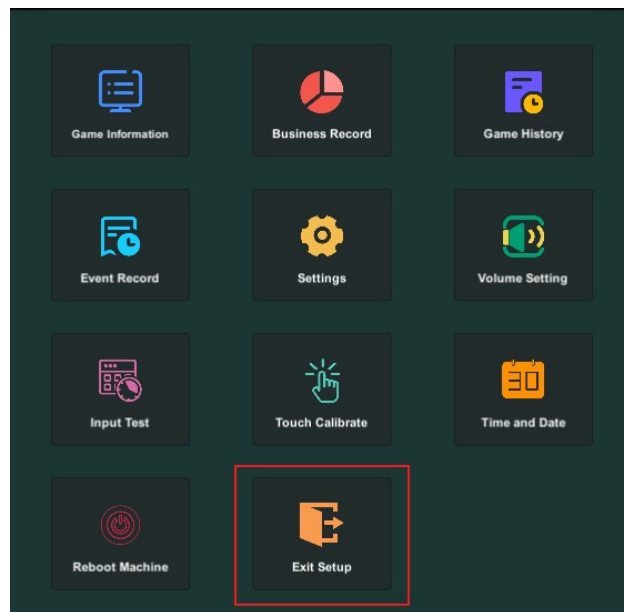 Game Information
Business Record
Game History
Event Record
Settings
Volume Setting
Input Test
Touch Calibrate
30
Time and Date
Reboot Machine
Exit Setup